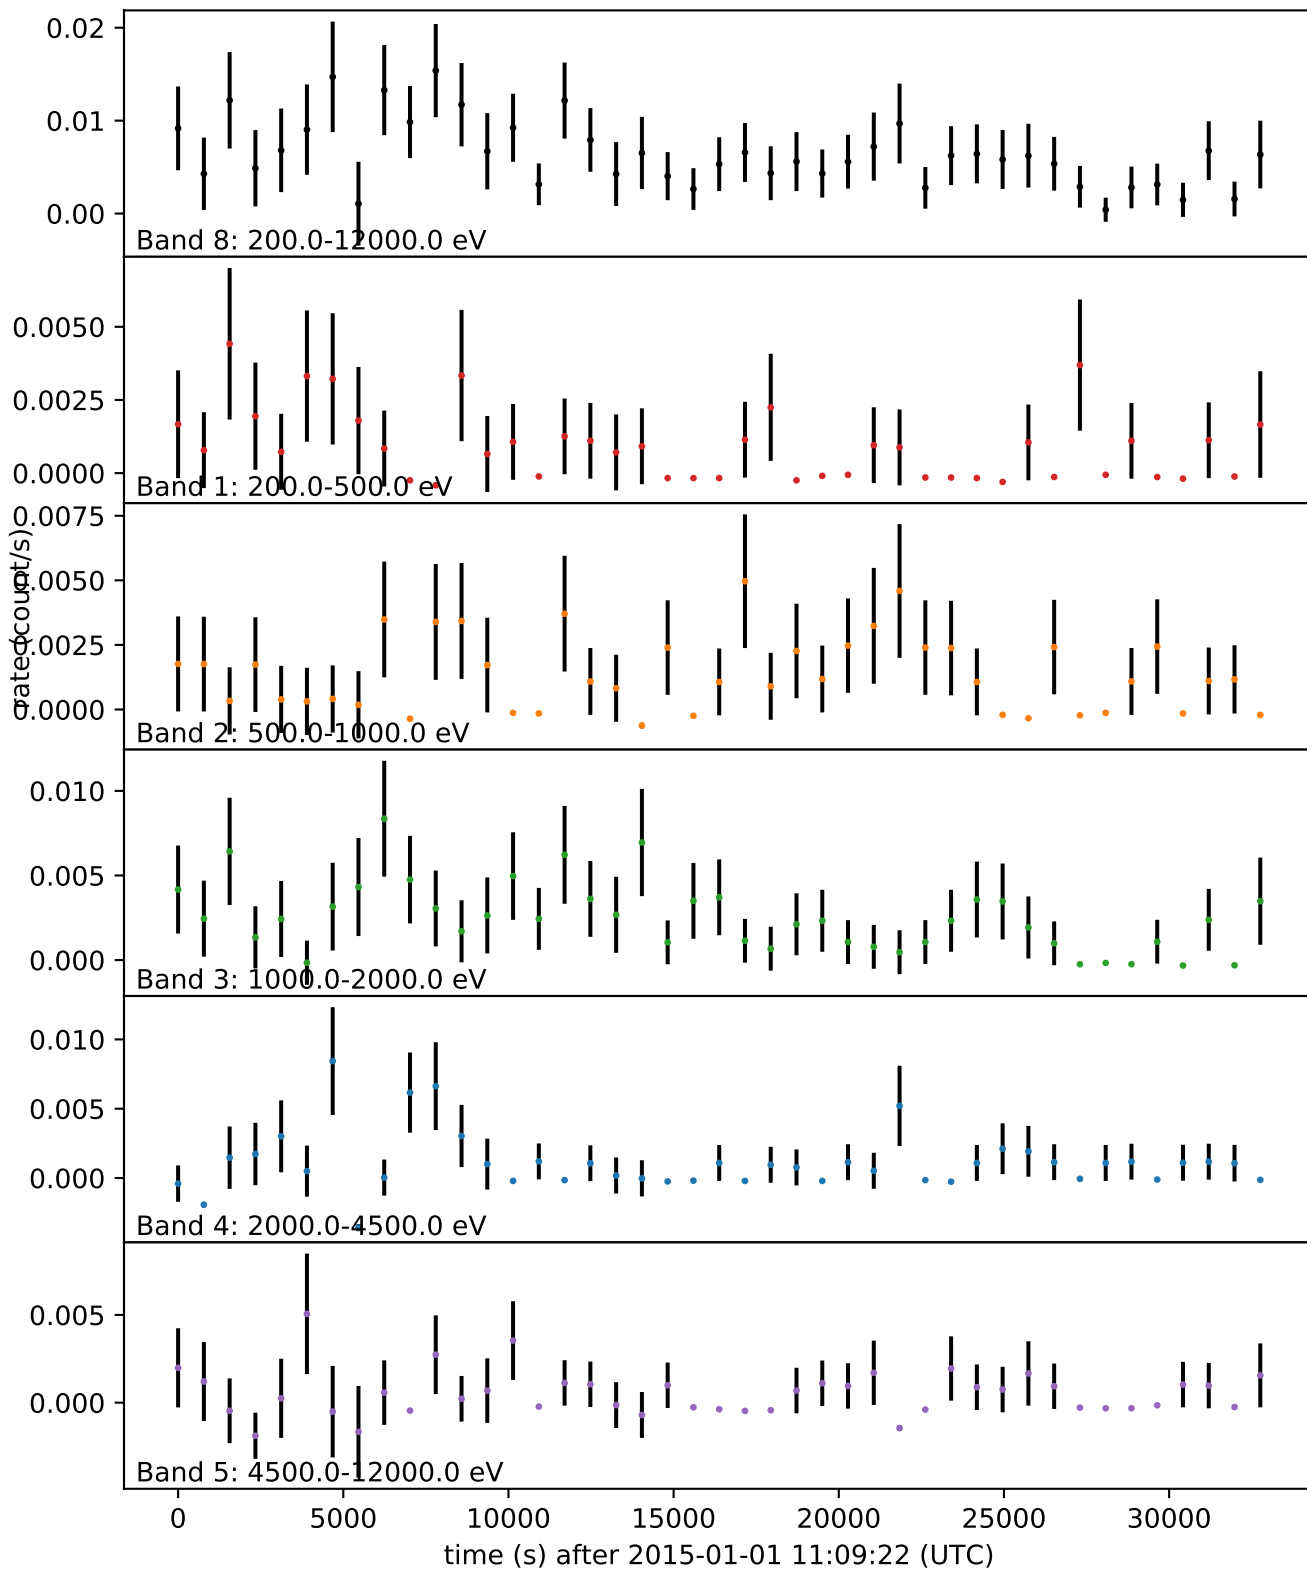 0.02
0.01
0.00
Band 8: 200.0-12000.0 eV
0.0050
0.0025
0.0000
Band 1: 200.0-500.0 eV
rate (count/s)
0.0075
0.0050
0.0025
0.0000
Band 2: 500.0-1000.0 eV
0.010
0.005
0.000
Band 3: 1000.0-2000.0 eV
0.010
0.005
0.000
Band 4: 2000.0-4500.0 eV
0.005
0.000
Band 5: 4500.0-12000.0 eV
0 5000 10000 15000 20000 25000 30000
time (s) after 2015-01-01 11:09:22 (UTC)